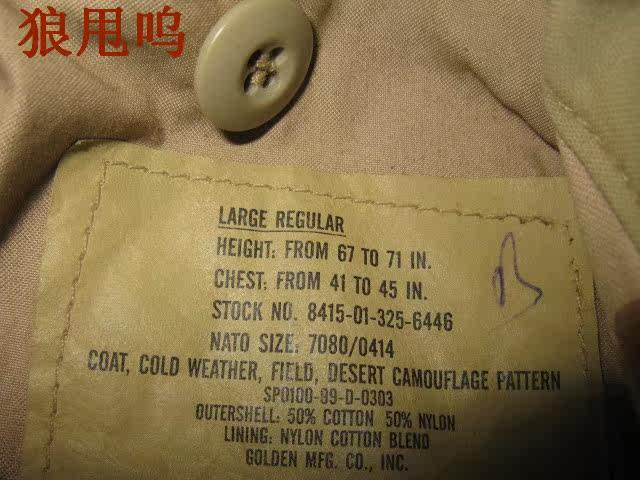 狼甩呜
LARGE REGULAR
HEIGHT: FROM 67 TO 71 IN.
CHEST: FROM 41 TO 45 IN.
STOCK NO. 8415-01-325-6446
NATO SIZE: 7080/0414
COAT, COLD WEATHER, FIELD, DESERT CAMOUFLAGE PATTERN
SP0100-99-D-0303
OUTERSHELL: 50% COTTON 50% NYLON
LINING: NYLON COTTON BLEND
GOLDEN MFG. CO., INC.